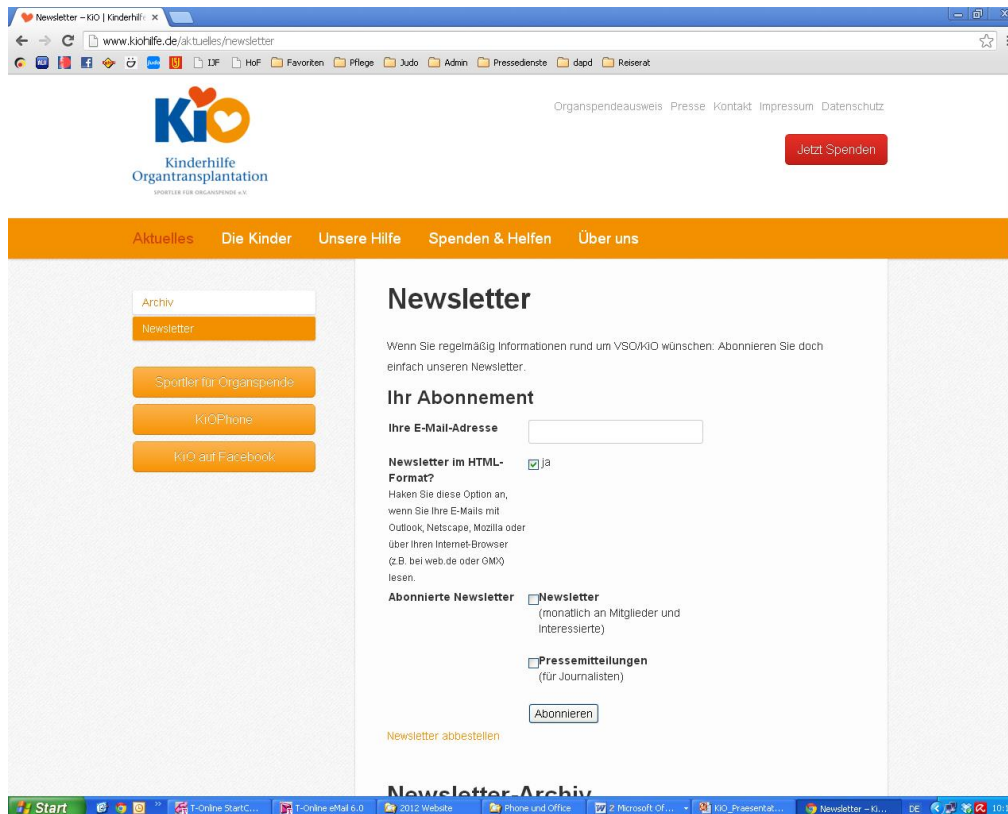 Newsletter – KiO | Kinderhilf
www.kiohilfe.de/aktuelles/newsletter
IJF HoF Favoriten Pflege Judo Admin Pressedienste dapd Reiserat
KiO
Kinderhilfe
Organtransplantation
SPORTLER FÜR ORGANSPENDE e.V.
Organspendeausweis Presse Kontakt Impressum Datenschutz
Jetzt Spenden
Aktuelles Die Kinder Unsere Hilfe Spenden & Helfen Über uns
Archiv
Newsletter
Sportler für Organspende
KiOPhone
KiO auf Facebook
Newsletter
Wenn Sie regelmäßig Informationen rund um VSO/KiO wünschen: Abonnieren Sie doch
einfach unseren Newsletter.
Ihr Abonnement
Ihre E-Mail-Adresse
Newsletter im HTML-
Format?
ja
Haken Sie diese Option an,
wenn Sie Ihre E-Mails mit
Outlook, Netscape, Mozilla oder
über Ihren Internet-Browser
(z.B. bei web.de oder GMX)
lesen.
Abonnierte Newsletter
Newsletter
(monatlich an Mitglieder und
Interessierte)
Pressemitteilungen
(für Journalisten)
Abonnieren
Newsletter abbestellen
Newsletter-Archiv
Start T-Online StartC... T-Online eMail 6.0 2012 Website Phone und Office 2 Microsoft Of... KiO_Praesentat... Newsletter – Ki... DE